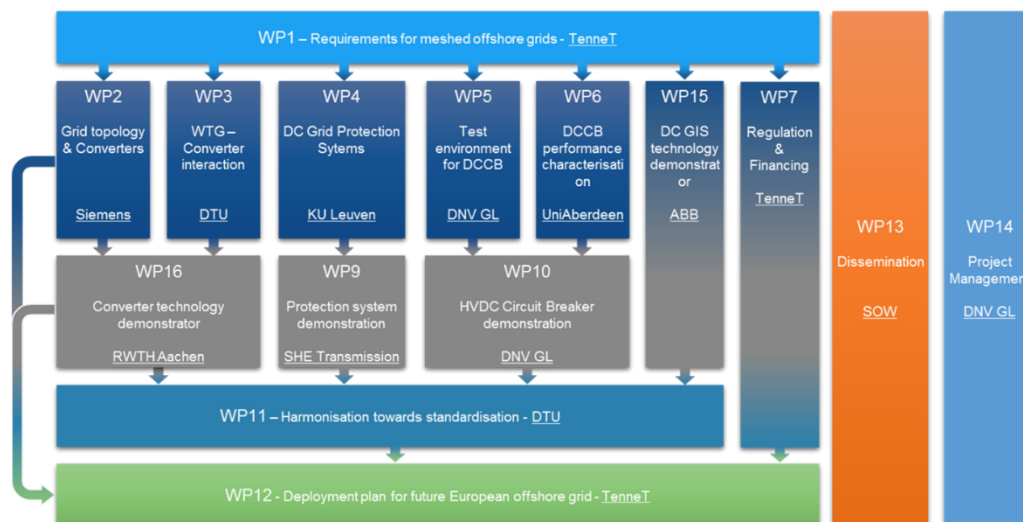 WP1 – Requirements for meshed offshore grids - TenneT
WP2
Grid topology
& Converters
Siemens
WP3
WTG –
Converter
interaction
DTU
WP4
DC Grid Protection
Sytems
KU Leuven
WP5
Test
environment
for DCCB
DNV GL
WP6
DCCB
performance
characterisati
on
UniAberdeen
WP15
DC GIS
technology
demonstrat
or
ABB
WP7
Regulation
&
Financing
TenneT
WP16
Converter technology
demonstrator
RWTH Aachen
WP9
Protection system
demonstration
SHE Transmission
WP10
HVDC Circuit Breaker
demonstration
DNV GL
WP11 – Harmonisation towards standardisation - DTU
WP12 - Deployment plan for future European offshore grid - TenneT
WP13
Dissemination
SOW
WP14
Project
Managemen
DNV GL